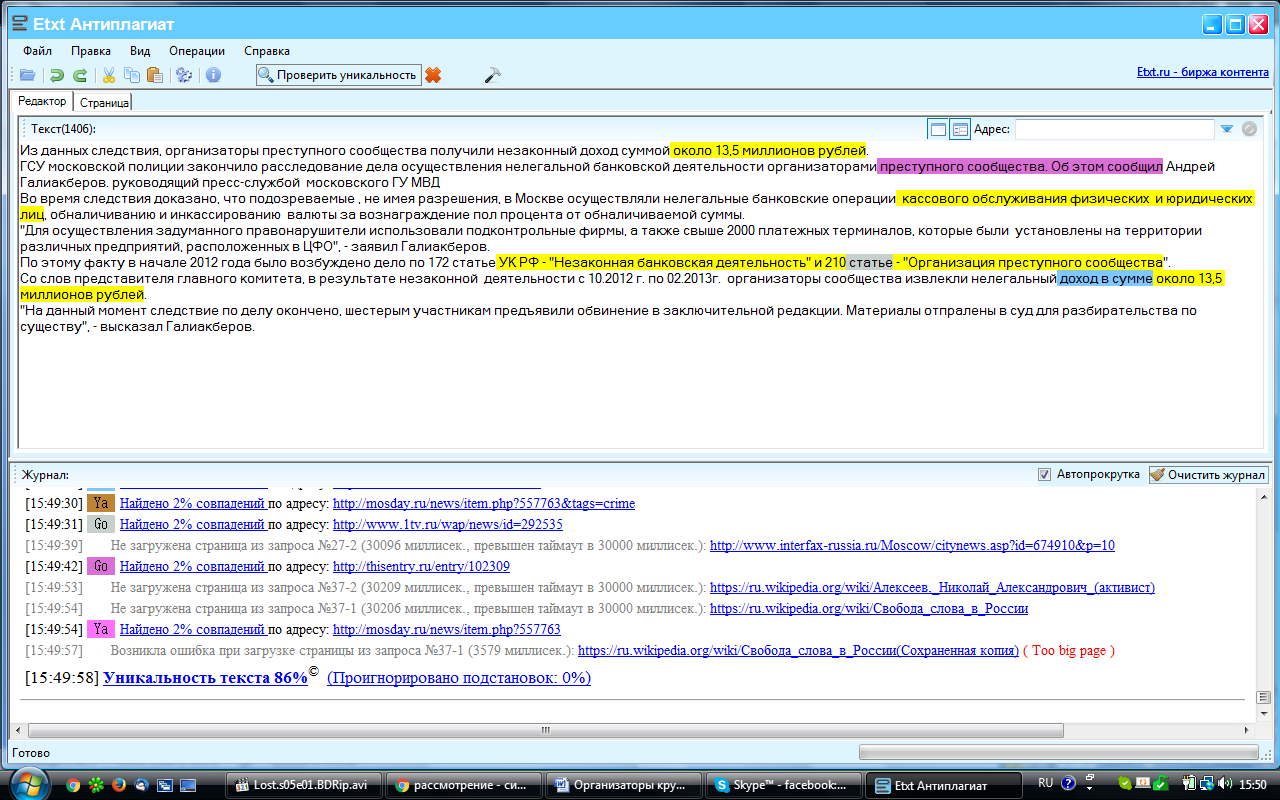 Etxt Антиплагиат
Файл Правка Вид Операции Справка
Проверить уникальность
Etxt.ru - биржа контента
Редактор Страница
Текст(1406): Адрес:
Из данных следствия, организаторы преступного сообщества получили незаконный доход суммой около 13,5 миллионов рублей.
ГСУ московской полиции закончило расследование дела осуществления нелегальной банковской деятельности организаторами преступного сообщества. Об этом сообщил Андрей
Галиакберов. руководящий пресс-службой московского ГУ МВД
Во время следствия доказано, что подозреваемые , не имея разрешения, в Москве осуществляли нелегальные банковские операции кассового обслуживания физических и юридических
лиц, обналичиванию и инкассированию валюты за вознаграждение пол процента от обналичиваемой суммы.
"Для осуществления задуманного правонарушители использовали подконтрольные фирмы, а также свыше 2000 платежных терминалов, которые были установлены на территории
различных предприятий, расположенных в ЦФО", - заявил Галиакберов.
По этому факту в начале 2012 года было возбуждено дело по 172 статье УК РФ - "Незаконная банковская деятельность" и 210 статье - "Организация преступного сообщества".
Со слов представителя главного комитета, в результате незаконной деятельности с 10.2012 г. по 02.2013г. организаторы сообщества извлекли нелегальный доход в сумме около 13,5
миллионов рублей.
"На данный момент следствие по делу окончено, шестерым участникам предъявили обвинение в заключительной редакции. Материалы отпралены в суд для разбирательства по
существу", - высказал Галиакберов.
Журнал: Автопрокрутка Очистить журнал
[15:49:30] Ya Найдено 2% совпадений по адресу: http://mosday.ru/news/item.php?557763&tags=crime
[15:49:31] Go Найдено 2% совпадений по адресу: http://www.1tv.ru/wap/news/id=292535
[15:49:39] Не загружена страница из запроса №27-2 (30096 миллисек., превышен таймаут в 30000 миллисек.): http://www.interfax-russia.ru/Moscow/citynews.asp?id=674910&p=10
[15:49:42] Go Найдено 2% совпадений по адресу: http://thisentry.ru/entry/102309
[15:49:53] Не загружена страница из запроса №37-2 (30209 миллисек., превышен таймаут в 30000 миллисек.): https://ru.wikipedia.org/wiki/Алексеев,_Николай_Александрович_(активист)
[15:49:54] Не загружена страница из запроса №37-1 (30206 миллисек., превышен таймаут в 30000 миллисек.): https://ru.wikipedia.org/wiki/Свобода_слова_в_России
[15:49:54] Ya Найдено 2% совпадений по адресу: http://mosday.ru/news/item.php?557763
[15:49:57] Возникла ошибка при загрузке страницы из запроса №37-1 (3579 миллисек.): https://ru.wikipedia.org/wiki/Свобода_слова_в_России(Сохраненная копия) ( Too big page )
[15:49:58] Уникальность текста 86%© (Проигнорировано подстановок: 0%)
Готово
Lost.s05e01.BDRip.avi рассмотрение - си... Организаторы кру... Skype™ - facebook:... Etxt Антиплагиат RU 15:50